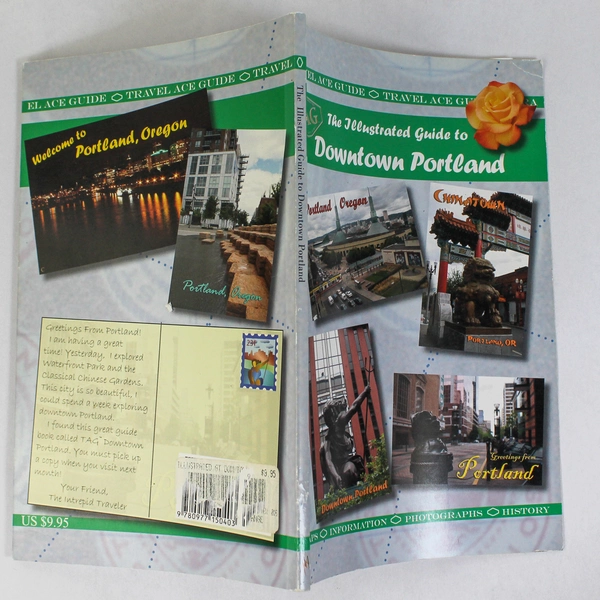 EL ACE GUIDE TRAVEL ACE GUIDE TRAVEL
Welcome to
Portland, Oregon
Portland, Oregon
Greetings From Portland!
I am having a great
time! Yesterday, I explored
Waterfront Park and the
Classical Chinese Gardens.
This city is so beautiful, I
could spend a week exploring
downtown Portland.
I found this great guide
book called TAG Downtown
Portland. You must pick up
a copy when you visit next
month!
Your Friend,
The Intrepid Traveler
$9.95
9 780977 150403
US $9.95
The Illustrated Guide to Downtown Portland
EL ACE GUIDE TRAVEL ACE
The Illustrated Guide to
Downtown Portland
Portland, Oregon
CHINATOWN
Portland, OR
Downtown Portland
Greetings from
Portland
INFORMATION PHOTOGRAPHS HISTORY